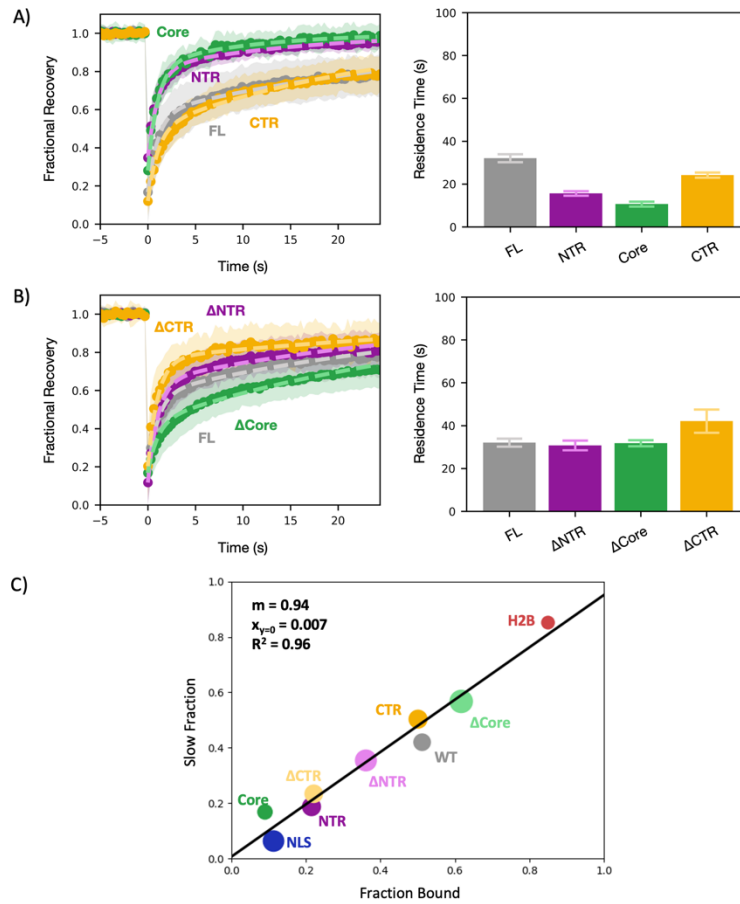 A)
1.0
0.8
0.6
0.4
0.2
0.0
-5
0
5
10
15
20
Fractional Recovery
Time (s)
Core
NTR
FL
CTR
100
80
60
40
20
0
Residence Time (s)
FL
NTR
Core
CTR
B)
1.0
0.8
0.6
0.4
0.2
0.0
-5
0
5
10
15
20
Fractional Recovery
Time (s)
ΔNTR
ΔCTR
ΔCore
FL
100
80
60
40
20
0
Residence Time (s)
FL
ΔNTR
ΔCore
ΔCTR
C)
1.0
0.8
0.6
0.4
0.2
0.0
0.0
0.2
0.4
0.6
0.8
1.0
Slow Fraction
Fraction Bound
m = 0.94
x_{y=0} = 0.007
R² = 0.96
H2B
ΔCore
CTR
WT
ΔNTR
ΔCTR
Core
NTR
NLS